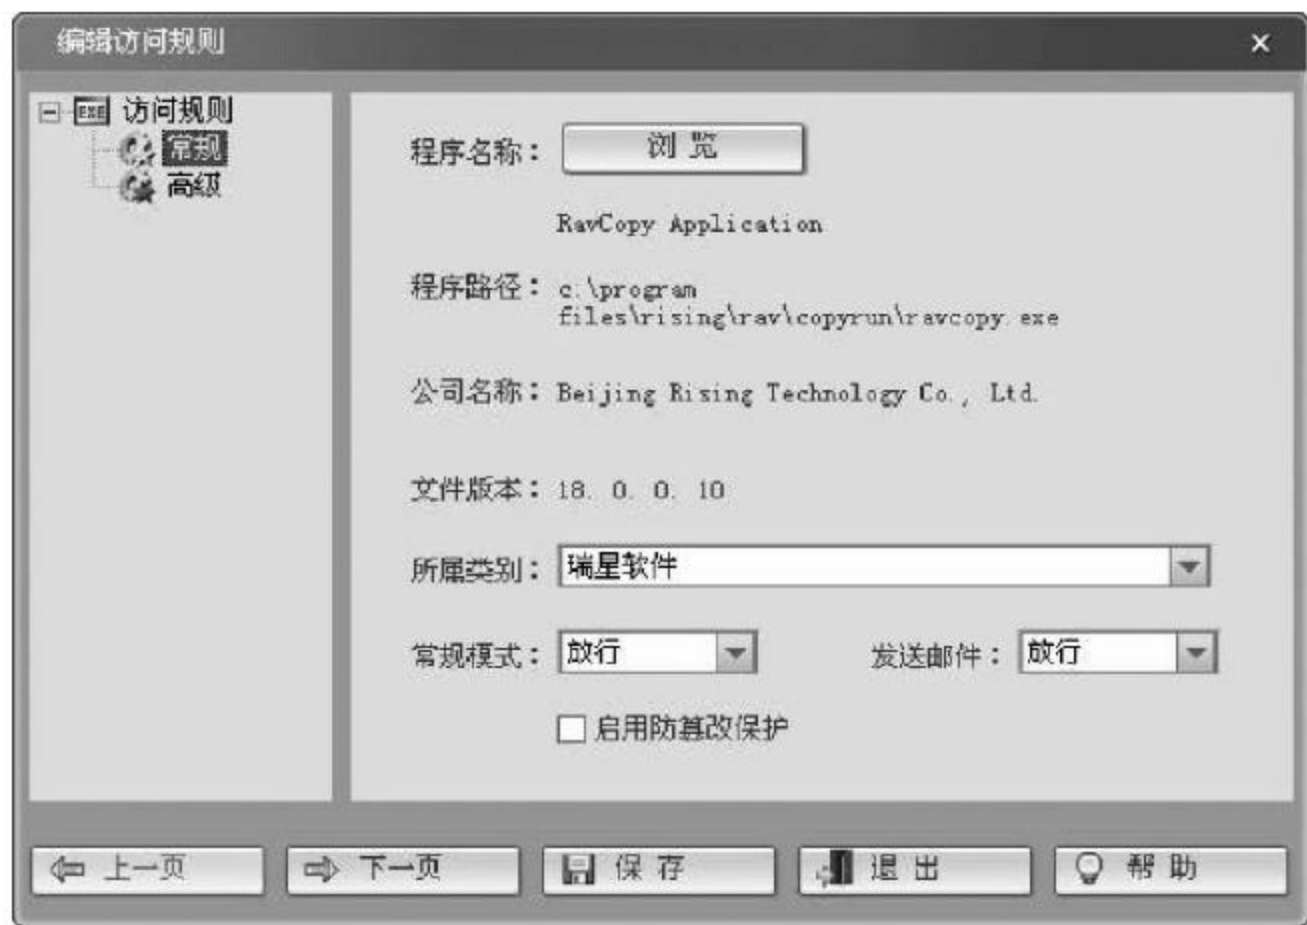 编辑访问规则
EXE 访问规则
常规
高级
程序名称： 浏览
RavCopy Application
程序路径： c:\program
files\rising\rav\copyrun\ravcopy.exe
公司名称： Beijing Rising Technology Co., Ltd.
文件版本： 18. 0. 0. 10
所属类别： 瑞星软件
常规模式： 放行 发送邮件： 放行
启用防篡改保护
上一页 下一页 保存 退出 帮助